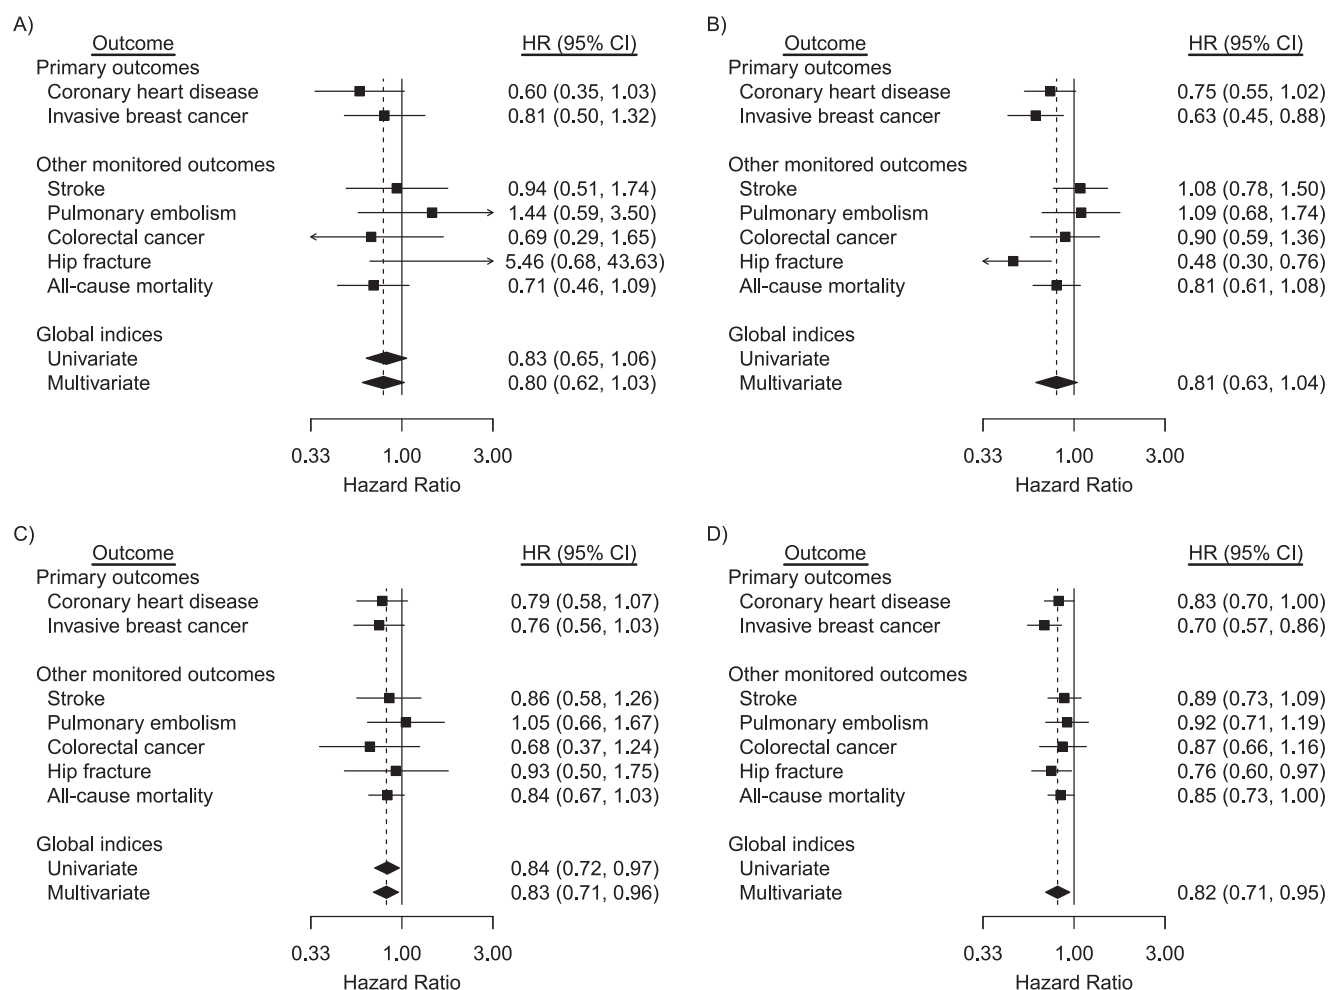 A)
Outcome HR (95% CI)
Primary outcomes
Coronary heart disease 0.60 (0.35, 1.03)
Invasive breast cancer 0.81 (0.50, 1.32)
Other monitored outcomes
Stroke 0.94 (0.51, 1.74)
Pulmonary embolism 1.44 (0.59, 3.50)
Colorectal cancer 0.69 (0.29, 1.65)
Hip fracture 5.46 (0.68, 43.63)
All-cause mortality 0.71 (0.46, 1.09)
Global indices
Univariate 0.83 (0.65, 1.06)
Multivariate 0.80 (0.62, 1.03)
0.33 1.00 3.00
Hazard Ratio
B)
Outcome HR (95% CI)
Primary outcomes
Coronary heart disease 0.75 (0.55, 1.02)
Invasive breast cancer 0.63 (0.45, 0.88)
Other monitored outcomes
Stroke 1.08 (0.78, 1.50)
Pulmonary embolism 1.09 (0.68, 1.74)
Colorectal cancer 0.90 (0.59, 1.36)
Hip fracture 0.48 (0.30, 0.76)
All-cause mortality 0.81 (0.61, 1.08)
Global indices
Univariate
Multivariate 0.81 (0.63, 1.04)
0.33 1.00 3.00
Hazard Ratio
C)
Outcome HR (95% CI)
Primary outcomes
Coronary heart disease 0.79 (0.58, 1.07)
Invasive breast cancer 0.76 (0.56, 1.03)
Other monitored outcomes
Stroke 0.86 (0.58, 1.26)
Pulmonary embolism 1.05 (0.66, 1.67)
Colorectal cancer 0.68 (0.37, 1.24)
Hip fracture 0.93 (0.50, 1.75)
All-cause mortality 0.84 (0.67, 1.03)
Global indices
Univariate 0.84 (0.72, 0.97)
Multivariate 0.83 (0.71, 0.96)
0.33 1.00 3.00
Hazard Ratio
D)
Outcome HR (95% CI)
Primary outcomes
Coronary heart disease 0.83 (0.70, 1.00)
Invasive breast cancer 0.70 (0.57, 0.86)
Other monitored outcomes
Stroke 0.89 (0.73, 1.09)
Pulmonary embolism 0.92 (0.71, 1.19)
Colorectal cancer 0.87 (0.66, 1.16)
Hip fracture 0.76 (0.60, 0.97)
All-cause mortality 0.85 (0.73, 1.00)
Global indices
Univariate
Multivariate 0.82 (0.71, 0.95)
0.33 1.00 3.00
Hazard Ratio